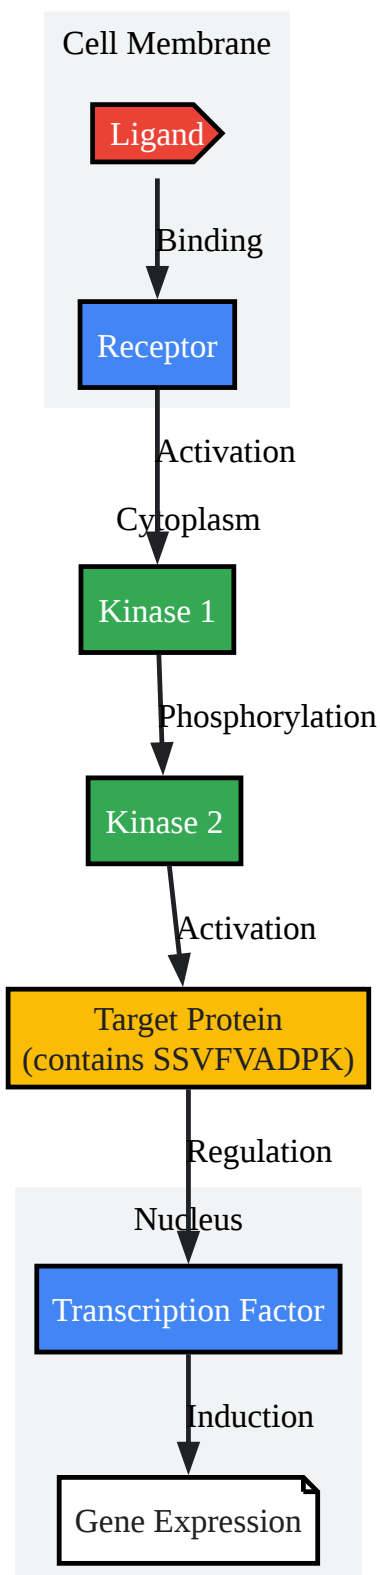 Cell Membrane
Ligand
Binding
Receptor
Activation
Cytoplasm
Kinase 1
Phosphorylation
Kinase 2
Activation
Target Protein
(contains SSVFVADPK)
Regulation
Nucleus
Transcription Factor
Induction
Gene Expression